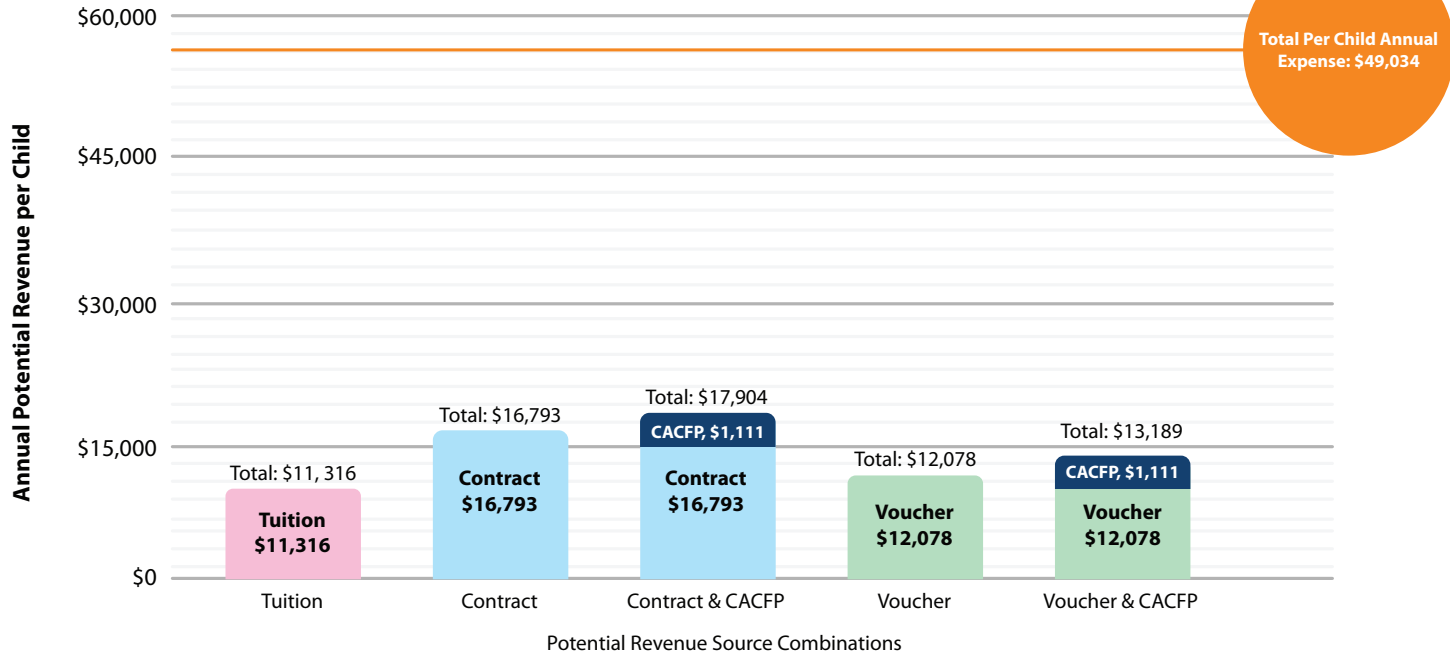 $60,000
Total Per Child Annual
Expense: $49,034
$45,000
Annual Potential Revenue per Child
$30,000
$15,000
$0
Total: $11, 316
Tuition
$11,316
Total: $16,793
Contract
$16,793
Total: $17,904
CACFP, $1,111
Contract
$16,793
Total: $12,078
Voucher
$12,078
Total: $13,189
CACFP, $1,111
Voucher
$12,078
Tuition
Contract
Contract & CACFP
Voucher
Voucher & CACFP
Potential Revenue Source Combinations